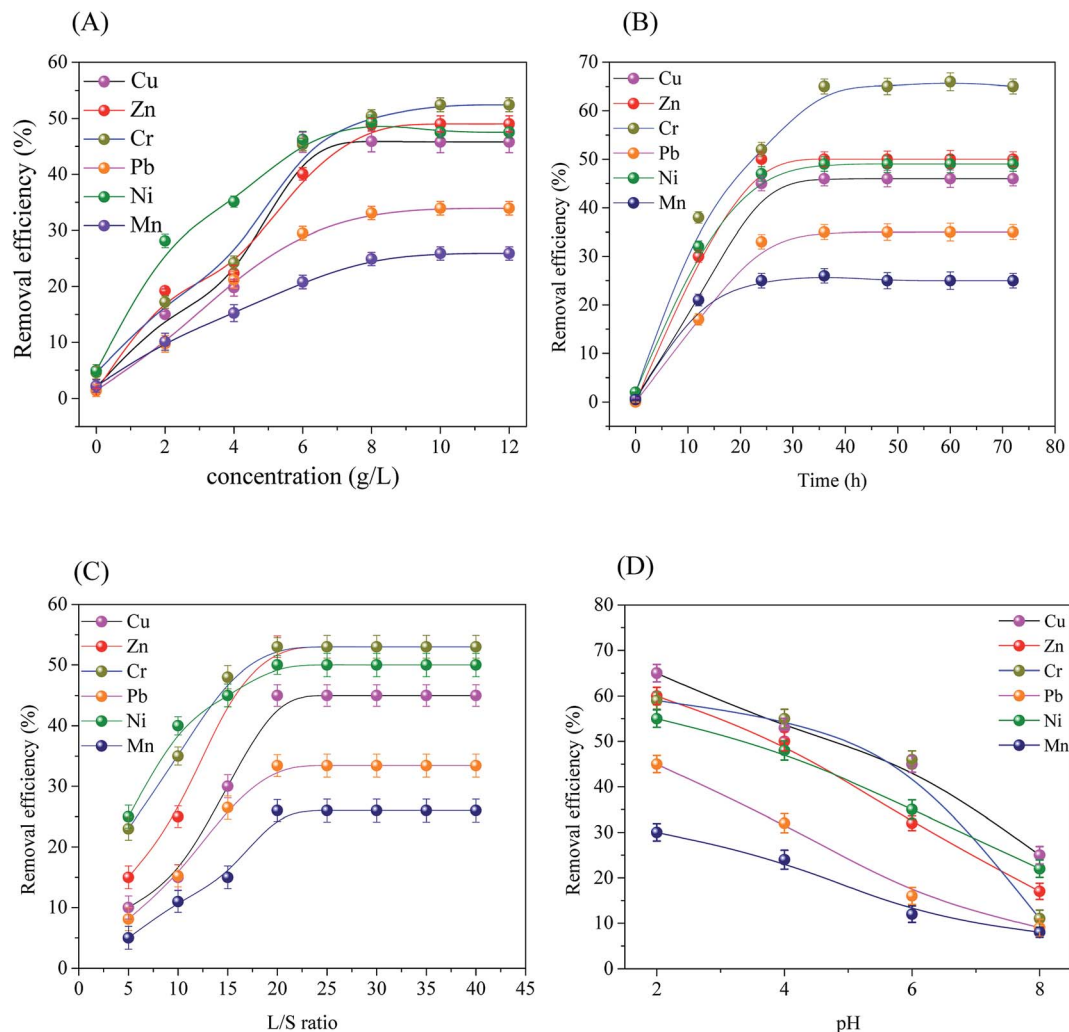 (A)
Removal efficiency (%)
60
50
40
30
20
10
0
Cu
Zn
Cr
Pb
Ni
Mn
0 2 4 6 8 10 12
concentration (g/L)
(B)
Removal efficiency (%)
70
60
50
40
30
20
10
0
Cu
Zn
Cr
Pb
Ni
Mn
0 10 20 30 40 50 60 70 80
Time (h)
(C)
Removal efficiency (%)
60
50
40
30
20
10
0
Cu
Zn
Cr
Pb
Ni
Mn
0 5 10 15 20 25 30 35 40 45
L/S ratio
(D)
Removal efficiency (%)
80
70
60
50
40
30
20
10
0
Cu
Zn
Cr
Pb
Ni
Mn
2 4 6 8
pH